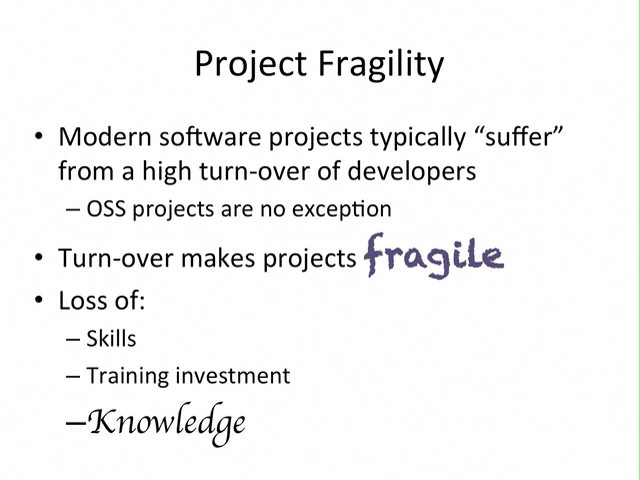 Project Fragility
• Modern software projects typically “suffer”
from a high turn-over of developers
– OSS projects are no exception
• Turn-over makes projects fragile
• Loss of:
– Skills
– Training investment
–Knowledge